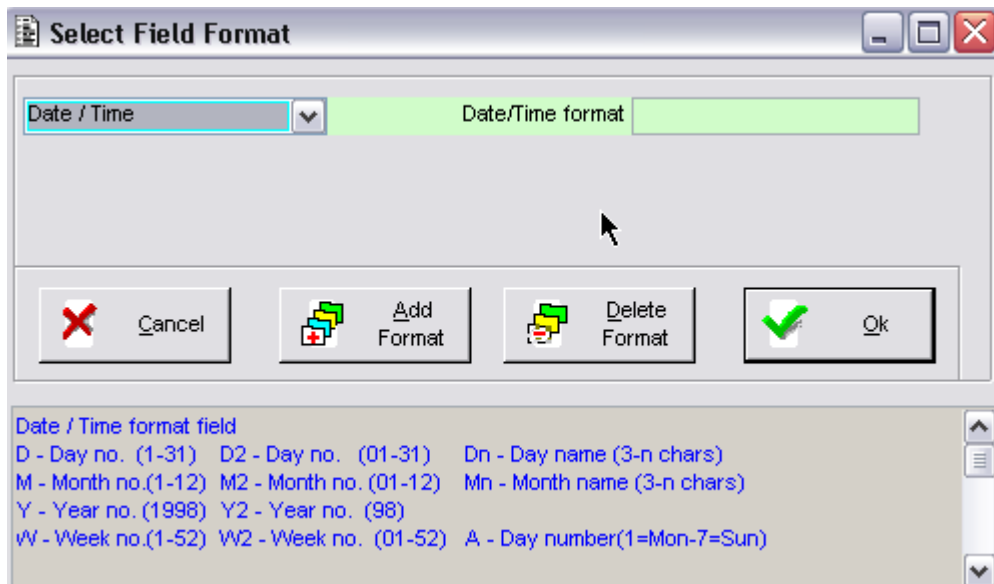 Select Field Format
Date / Time
Date/Time format
Cancel
Add
Format
Delete
Format
Ok
Date / Time format field
D - Day no. (1-31) D2 - Day no. (01-31) Dn - Day name (3-n chars)
M - Month no.(1-12) M2 - Month no. (01-12) Mn - Month name (3-n chars)
Y - Year no. (1998) Y2 - Year no. (98)
W - Week no.(1-52) W2 - Week no. (01-52) A - Day number(1=Mon-7=Sun)